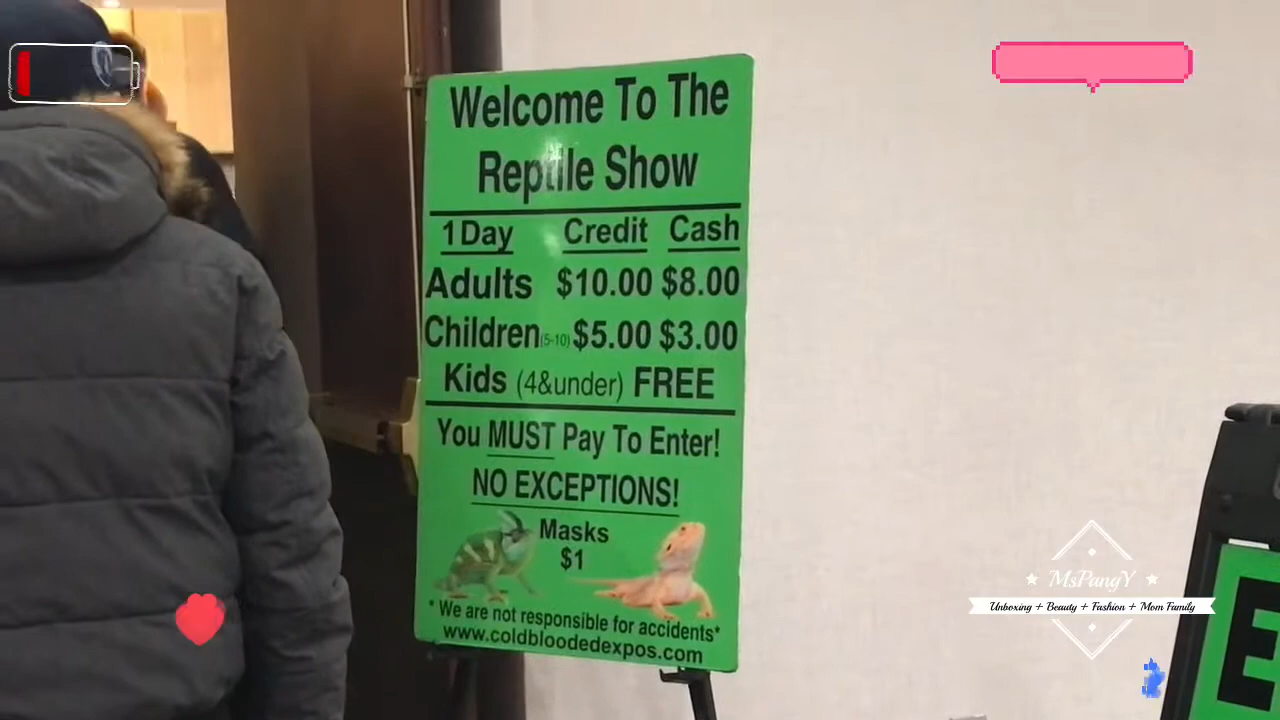 Welcome To The
Reptile Show
1 Day Credit Cash
Adults $10.00 $8.00
Children (5-10) $5.00 $3.00
Kids (4&under) FREE
You MUST Pay To Enter!
NO EXCEPTIONS!
Masks
$1
* We are not responsible for accidents*
www.coldbloodedexpos.com
MsPangY
Unboxing + Beauty + Fashion + Mom Family
E